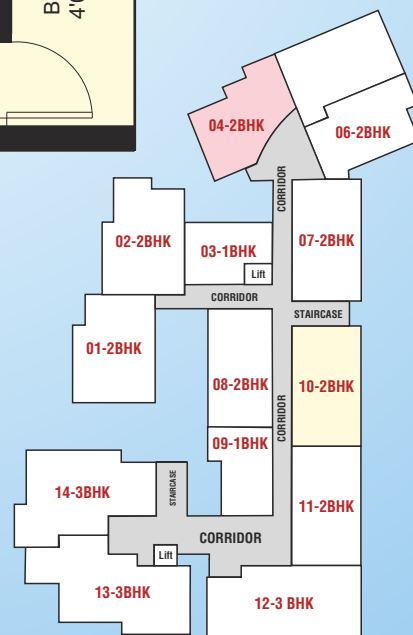 B
4'
04-2BHK
06-2BHK
CORRIDOR
02-2BHK
03-1BHK
07-2BHK
Lift
CORRIDOR
STAIRCASE
01-2BHK
08-2BHK
10-2BHK
CORRIDOR
09-1BHK
STAIRCASE
14-3BHK
11-2BHK
CORRIDOR
Lift
13-3BHK
12-3 BHK